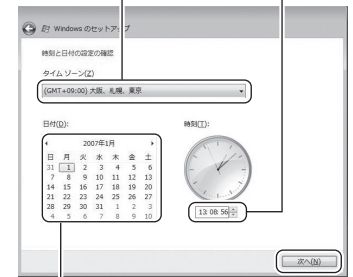 Windows のセットアップ
時刻と日付の設定の確認
タイム ゾーン(Z)
(GMT+09:00) 大阪、札幌、東京
日付(D):
時刻(T):
2007年1月
日 月 火 水 木 金 土
31 1 2 3 4 5 6
7 8 9 10 11 12 13
14 15 16 17 18 19 20
21 22 23 24 25 26 27
28 29 30 31 1 2 3
4 5 6 7 8 9 10
13:08:56
次へ(N)